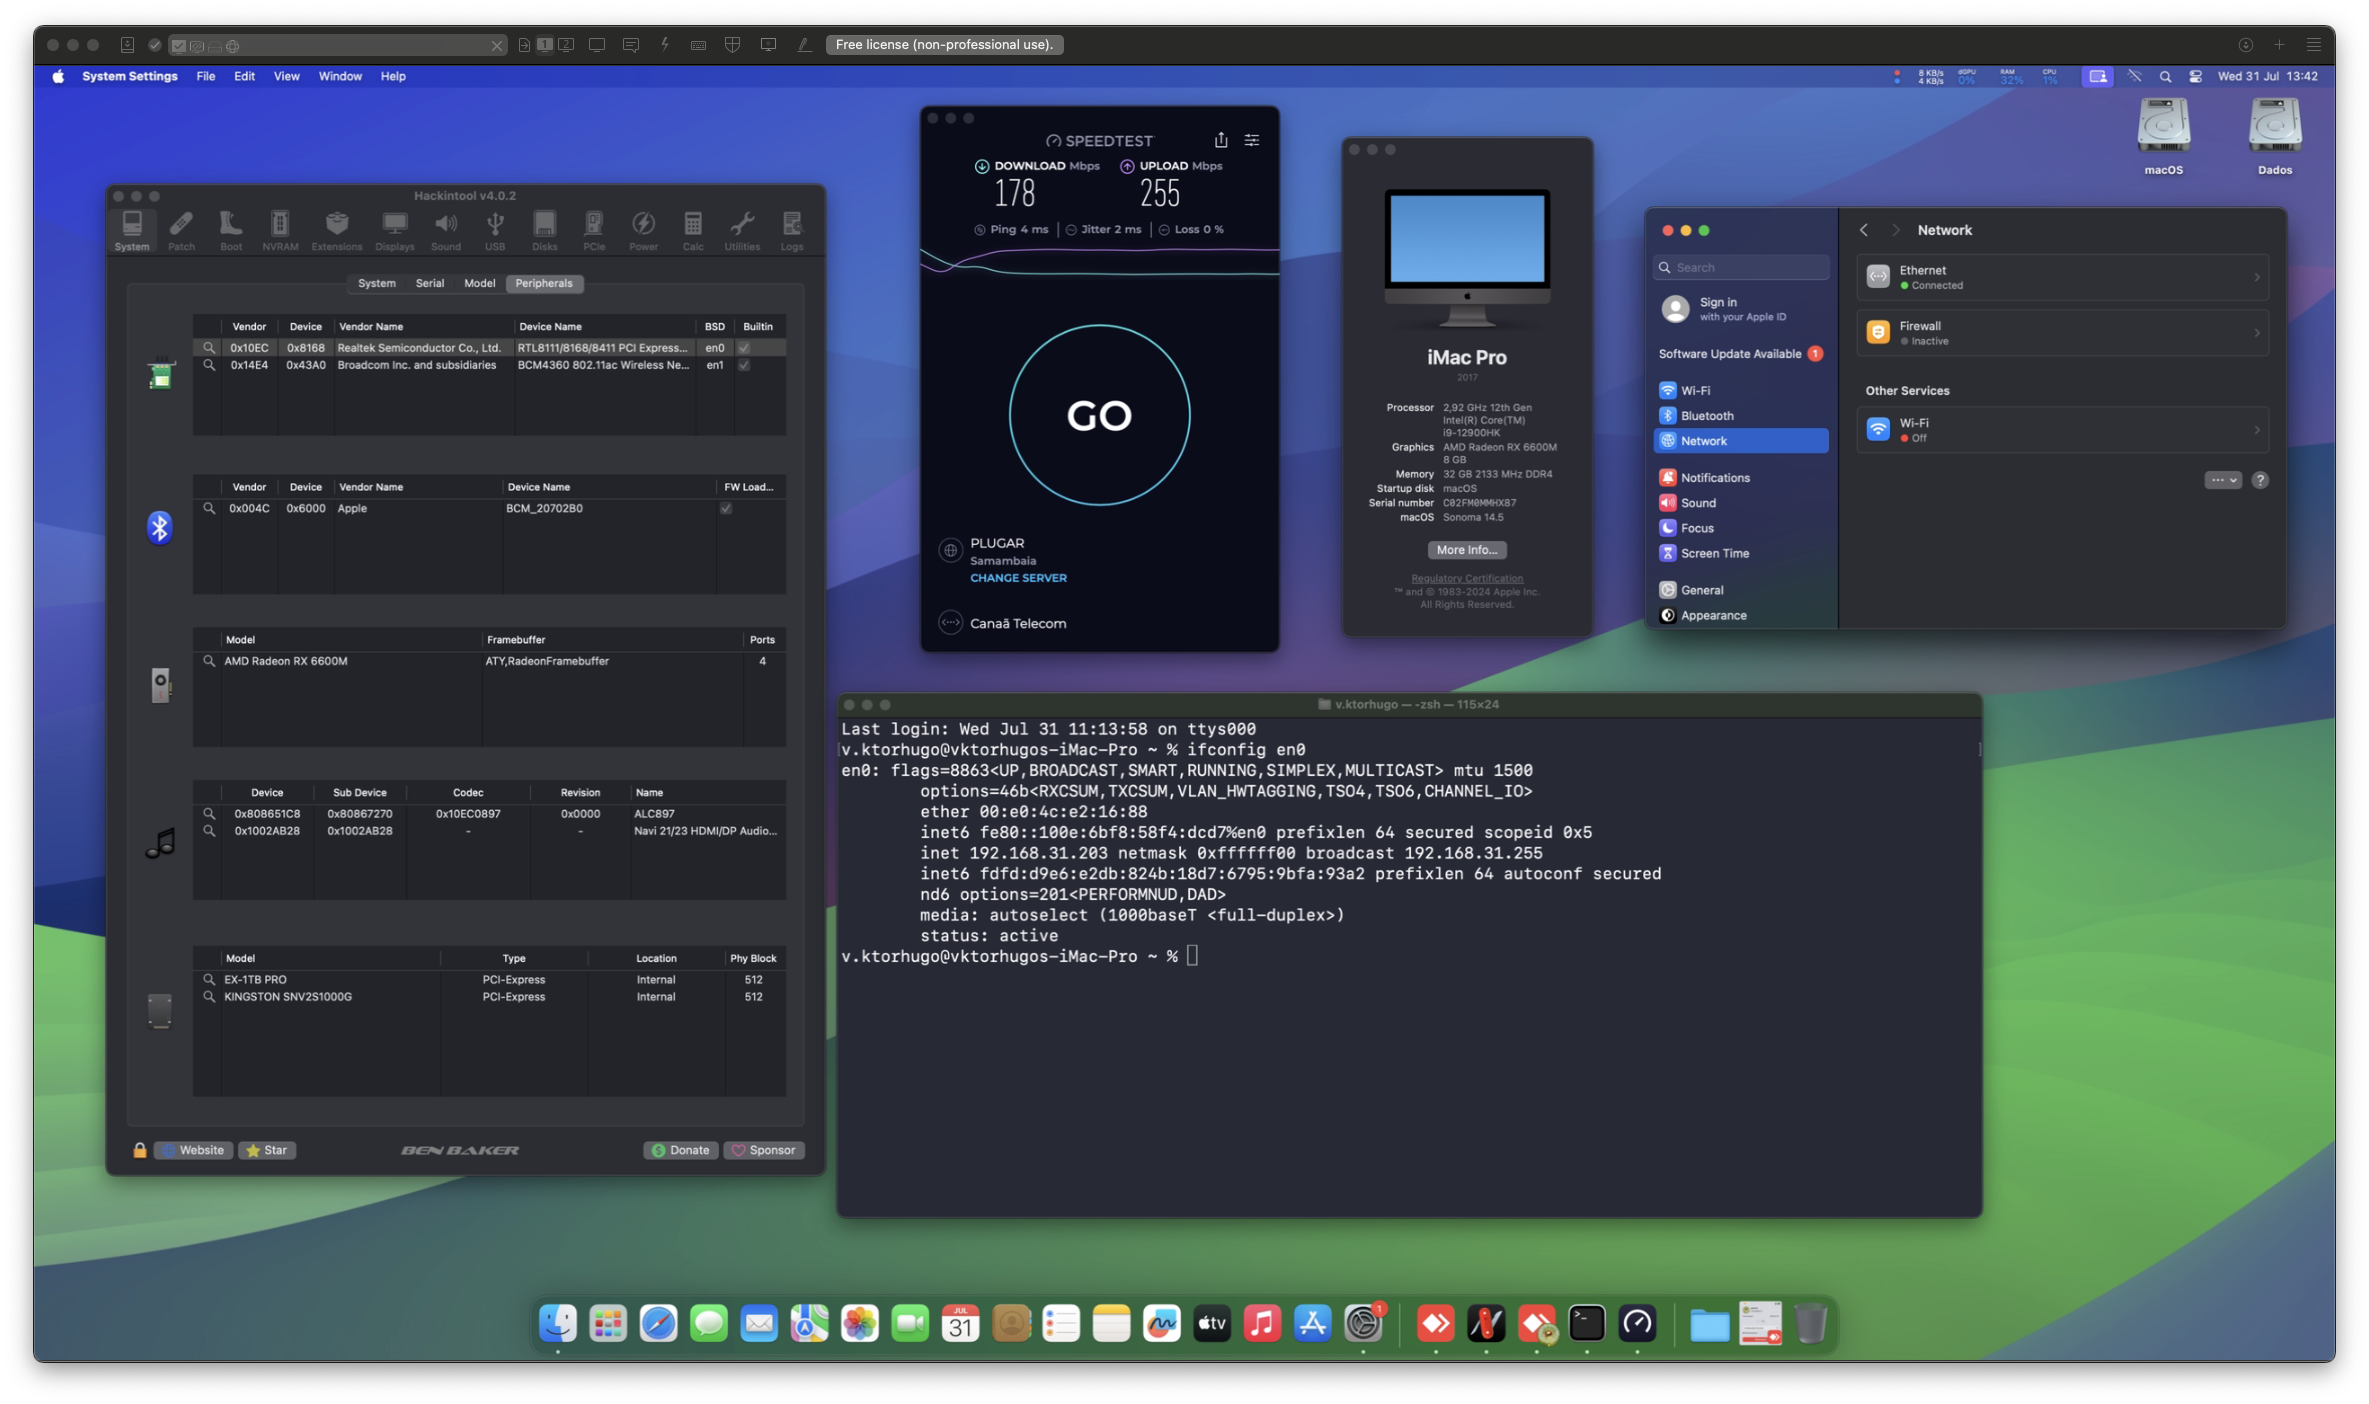 Free license (non-professional use).
System Settings File Edit View Window Help
8 KB/s
4 KB/s
dGPU
0%
RAM
32%
CPU
1%
Wed 31 Jul 13:42
macOS
Dados
Hackintool v4.0.2
System Patch Boot NVRAM Extensions Displays Sound USB Disks PCIe Power Calc Utilities Logs
System Serial Model Peripherals
Vendor Device Vendor Name Device Name BSD Builtin
0x10EC 0x8168 Realtek Semiconductor Co., Ltd. RTL8111/8168/8411 PCI Express... en0
0x14E4 0x43A0 Broadcom Inc. and subsidiaries BCM4360 802.11ac Wireless Ne... en1
Vendor Device Vendor Name Device Name FW Load...
0x004C 0x6000 Apple BCM_20702B0
Model Framebuffer Ports
AMD Radeon RX 6600M ATY,RadeonFramebuffer 4
Device Sub Device Codec Revision Name
0x808651C8 0x80867270 0x10EC0897 0x0000 ALC897
0x1002AB28 0x1002AB28 - - Navi 21/23 HDMI/DP Audio...
Model Type Location Phy Block
EX-1TB PRO PCI-Express Internal 512
KINGSTON SNV2S1000G PCI-Express Internal 512
Website Star BEN BAKER Donate Sponsor
SPEEDTEST
DOWNLOAD Mbps UPLOAD Mbps
178 255
Ping 4 ms Jitter 2 ms Loss 0 %
GO
PLUGAR
Samambaia
CHANGE SERVER
Canaã Telecom
iMac Pro
2017
Processor 2,92 GHz 12th Gen
Intel(R) Core(TM)
i9-12900HK
Graphics AMD Radeon RX 6600M
8 GB
Memory 32 GB 2133 MHz DDR4
Startup disk macOS
Serial number C02FM0MMHX87
macOS Sonoma 14.5
More Info...
Regulatory Certification
™ and © 1983-2024 Apple Inc.
All Rights Reserved.
Search
Sign in
with your Apple ID
Software Update Available 1
Wi-Fi
Bluetooth
Network
Notifications
Sound
Focus
Screen Time
General
Appearance
Network
Ethernet
Connected
Firewall
Inactive
Other Services
Wi-Fi
Off
... ?
v.ktorhugo — -zsh — 115×24
Last login: Wed Jul 31 11:13:58 on ttys000
v.ktorhugo@vktorhugos-iMac-Pro ~ % ifconfig en0
en0: flags=8863<UP,BROADCAST,SMART,RUNNING,SIMPLEX,MULTICAST> mtu 1500
options=46b<RXCSUM,TXCSUM,VLAN_HWTAGGING,TSO4,TSO6,CHANNEL_IO>
ether 00:e0:4c:e2:16:88
inet6 fe80::100e:6bf8:58f4:dcd7%en0 prefixlen 64 secured scopeid 0x5
inet 192.168.31.203 netmask 0xffffff00 broadcast 192.168.31.255
inet6 fdfd:d9e6:e2db:824b:18d7:6795:9bfa:93a2 prefixlen 64 autoconf secured
nd6 options=201<PERFORMNUD,DAD>
media: autoselect (1000baseT <full-duplex>)
status: active
v.ktorhugo@vktorhugos-iMac-Pro ~ %
JUL
31
tv
1